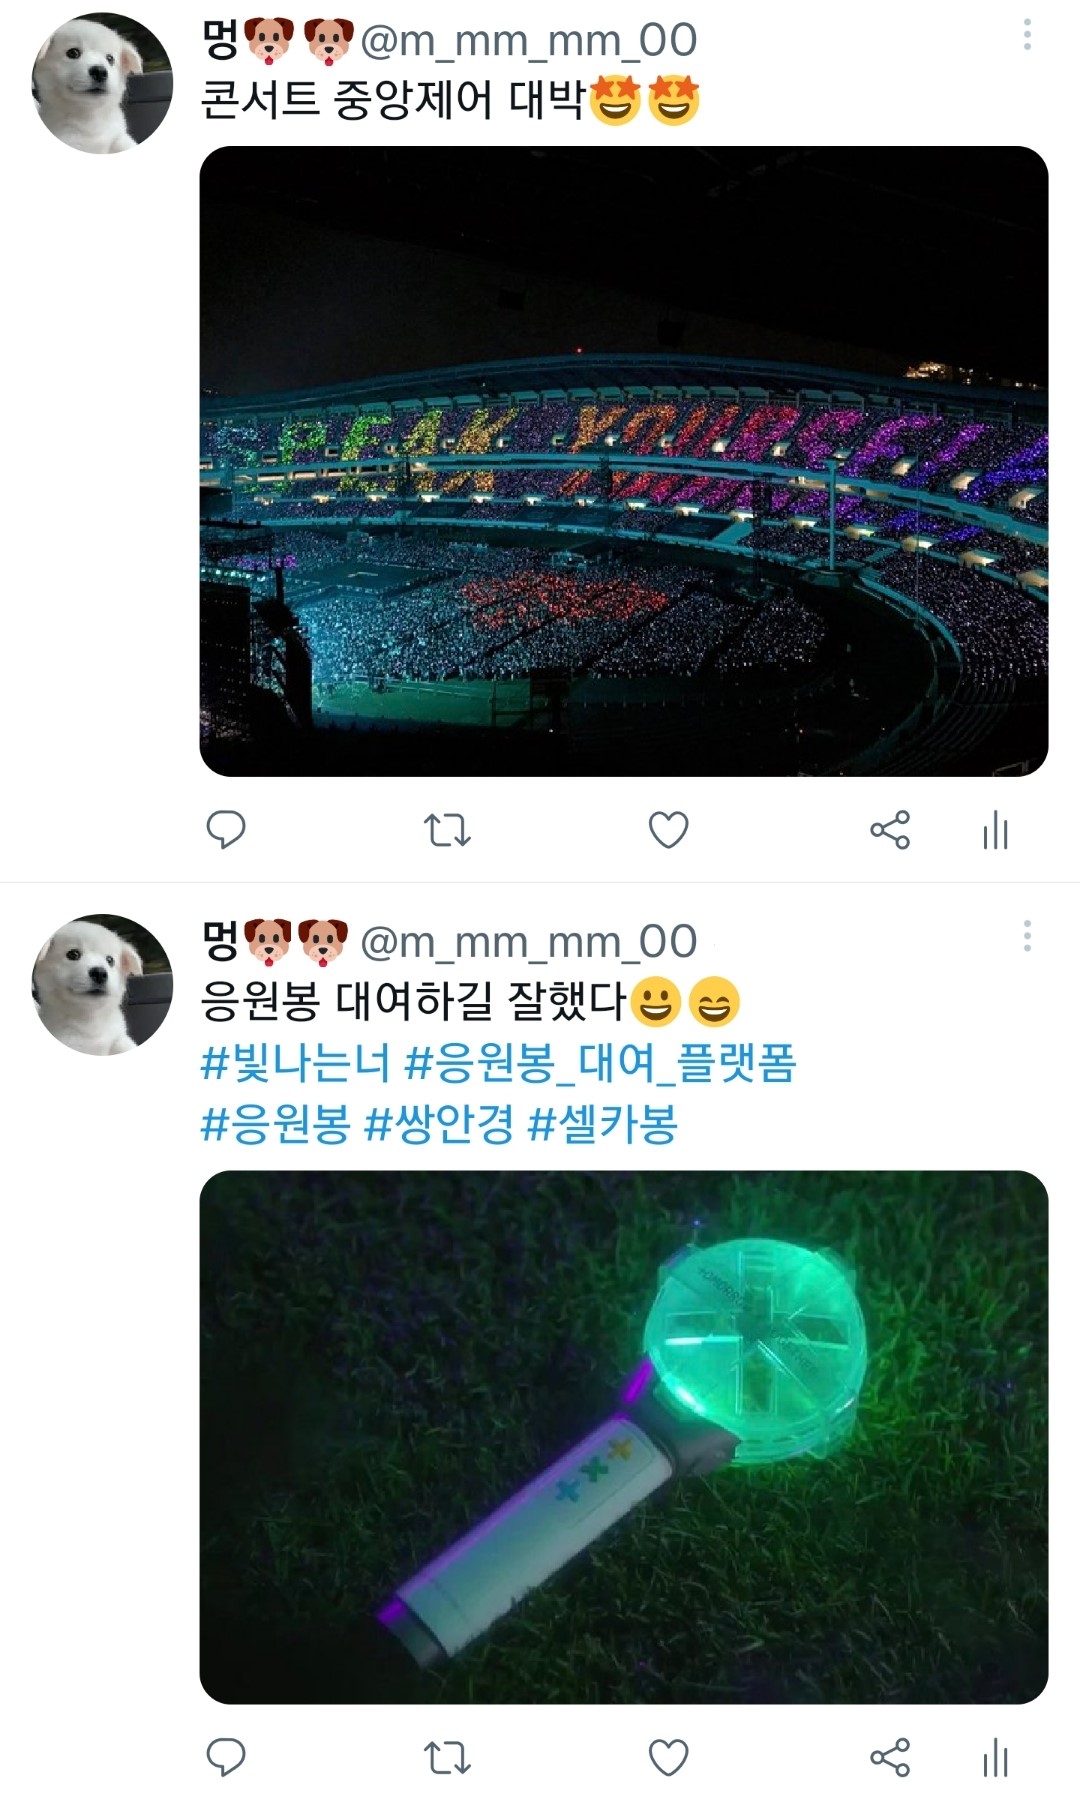 멍🐶🐶 @m_mm_mm_00
콘서트 중앙제어 대박🤩🤩
SPEAK YOURSELF
멍🐶🐶 @m_mm_mm_00
응원봉 대여하길 잘했다😀😄
#빛나는너 #응원봉_대여_플랫폼
#응원봉 #쌍안경 #셀카봉